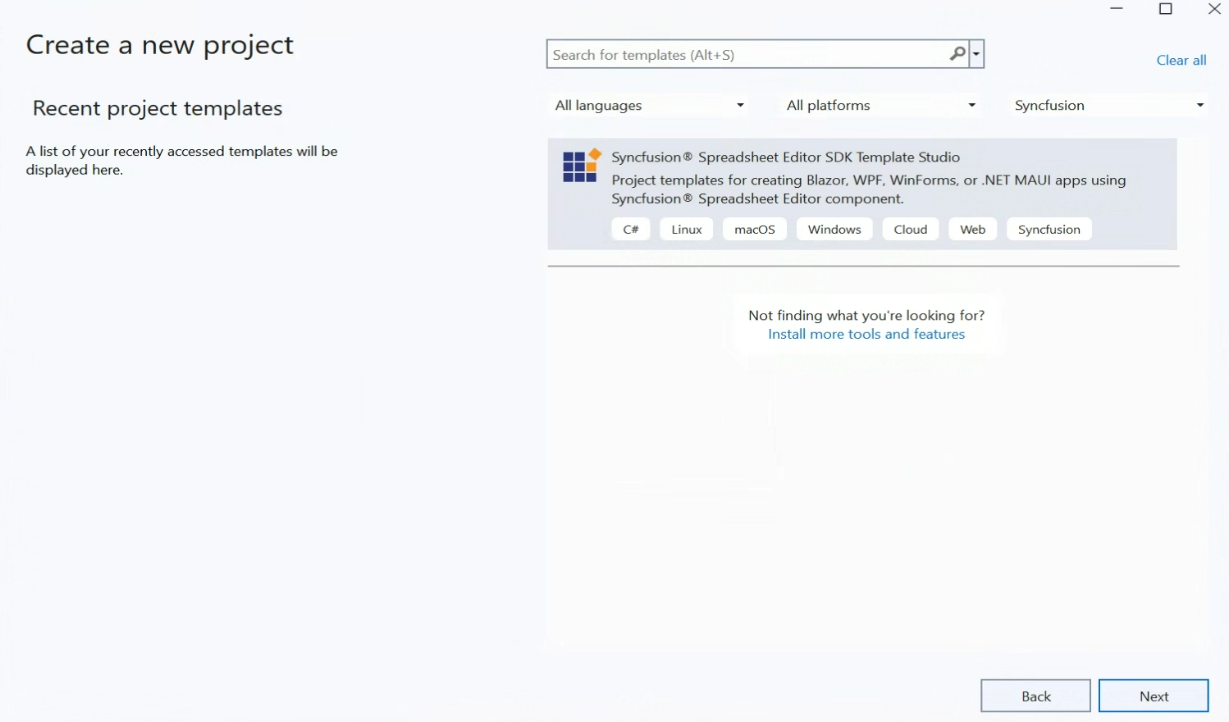 Create a new project
Search for templates (Alt+S)
Clear all
Recent project templates
All languages
All platforms
Syncfusion
A list of your recently accessed templates will be
displayed here.
Syncfusion® Spreadsheet Editor SDK Template Studio
Project templates for creating Blazor, WPF, WinForms, or .NET MAUI apps using
Syncfusion® Spreadsheet Editor component.
C# Linux macOS Windows Cloud Web Syncfusion
Not finding what you're looking for?
Install more tools and features
Back
Next